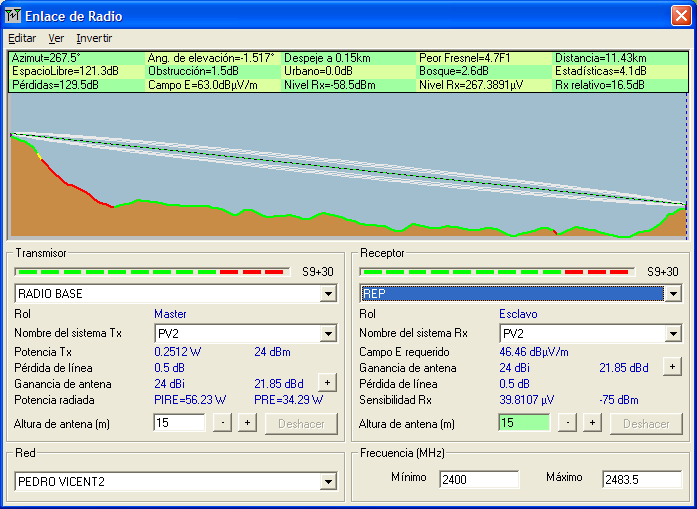 Enlace de Radio
Editar Ver Invertir
Azimut=267.5° Ang. de elevación=-1.517° Despeje a 0.15km Peor Fresnel=4.7F1 Distancia=11.43km
EspacioLibre=121.3dB Obstrucción=1.5dB Urbano=0.0dB Bosque=2.6dB Estadísticas=4.1dB
Pérdidas=129.5dB Campo E=63.0dBµV/m Nivel Rx=-58.5dBm Nivel Rx=267.3891µV Rx relativo=16.5dB
Transmisor
S9+30
RADIO BASE
Rol Master
Nombre del sistema Tx PV2
Potencia Tx 0.2512 W 24 dBm
Pérdida de línea 0.5 dB
Ganancia de antena 24 dBi 21.85 dBd +
Potencia radiada PIRE=56.23 W PRE=34.29 W
Altura de antena (m) 15 - + Deshacer
Red
PEDRO VICENT2
Receptor
S9+30
REP
Rol Esclavo
Nombre del sistema Rx PV2
Campo E requerido 46.46 dBµV/m
Ganancia de antena 24 dBi 21.85 dBd +
Pérdida de línea 0.5 dB
Sensibilidad Rx 39.8107 µV -75 dBm
Altura de antena (m) 15 - + Deshacer
Frecuencia (MHz)
Mínimo 2400 Máximo 2483.5